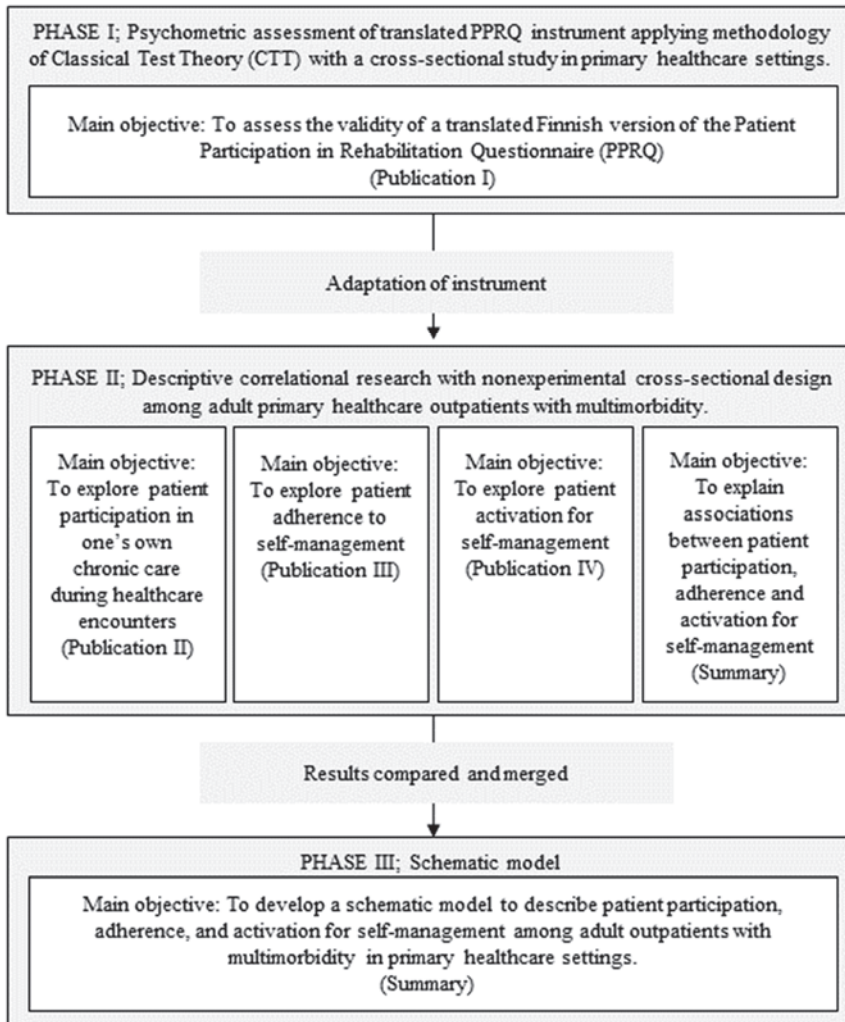 PHASE I; Psychometric assessment of translated PPRQ instrument applying methodology
of Classical Test Theory (CTT) with a cross-sectional study in primary healthcare settings.
Main objective: To assess the validity of a translated Finnish version of the Patient
Participation in Rehabilitation Questionnaire (PPRQ)
(Publication I)
Adaptation of instrument
PHASE II; Descriptive correlational research with nonexperimental cross-sectional design
among adult primary healthcare outpatients with multimorbidity.
Main objective:
To explore patient
participation in
one's own
chronic care
during healthcare
encounters
(Publication II)
Main objective:
To explore patient
adherence to
self-management
(Publication III)
Main objective:
To explore patient
activation for
self-management
(Publication IV)
Main objective:
To explain
associations
between patient
participation,
adherence and
activation for
self-management
(Summary)
Results compared and merged
PHASE III; Schematic model
Main objective: To develop a schematic model to describe patient participation,
adherence, and activation for self-management among adult outpatients with
multimorbidity in primary healthcare settings.
(Summary)